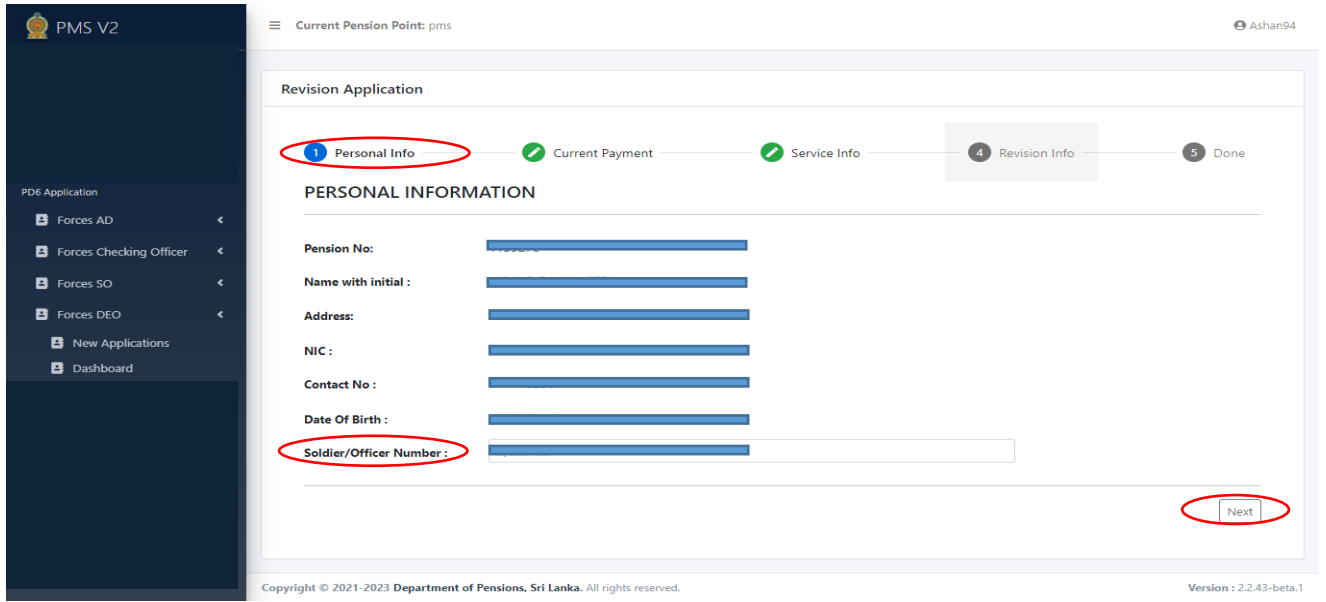 PMS V2
Current Pension Point: pms
Ashan94
Revision Application
1 Personal Info
Current Payment
Service Info
4 Revision Info
5 Done
PD6 Application
Forces AD
Forces Checking Officer
Forces SO
Forces DEO
New Applications
Dashboard
PERSONAL INFORMATION
Pension No:
Name with initial :
Address:
NIC :
Contact No :
Date Of Birth :
Soldier/Officer Number :
Next
Copyright © 2021-2023 Department of Pensions, Sri Lanka. All rights reserved.
Version : 2.2.43-beta.1